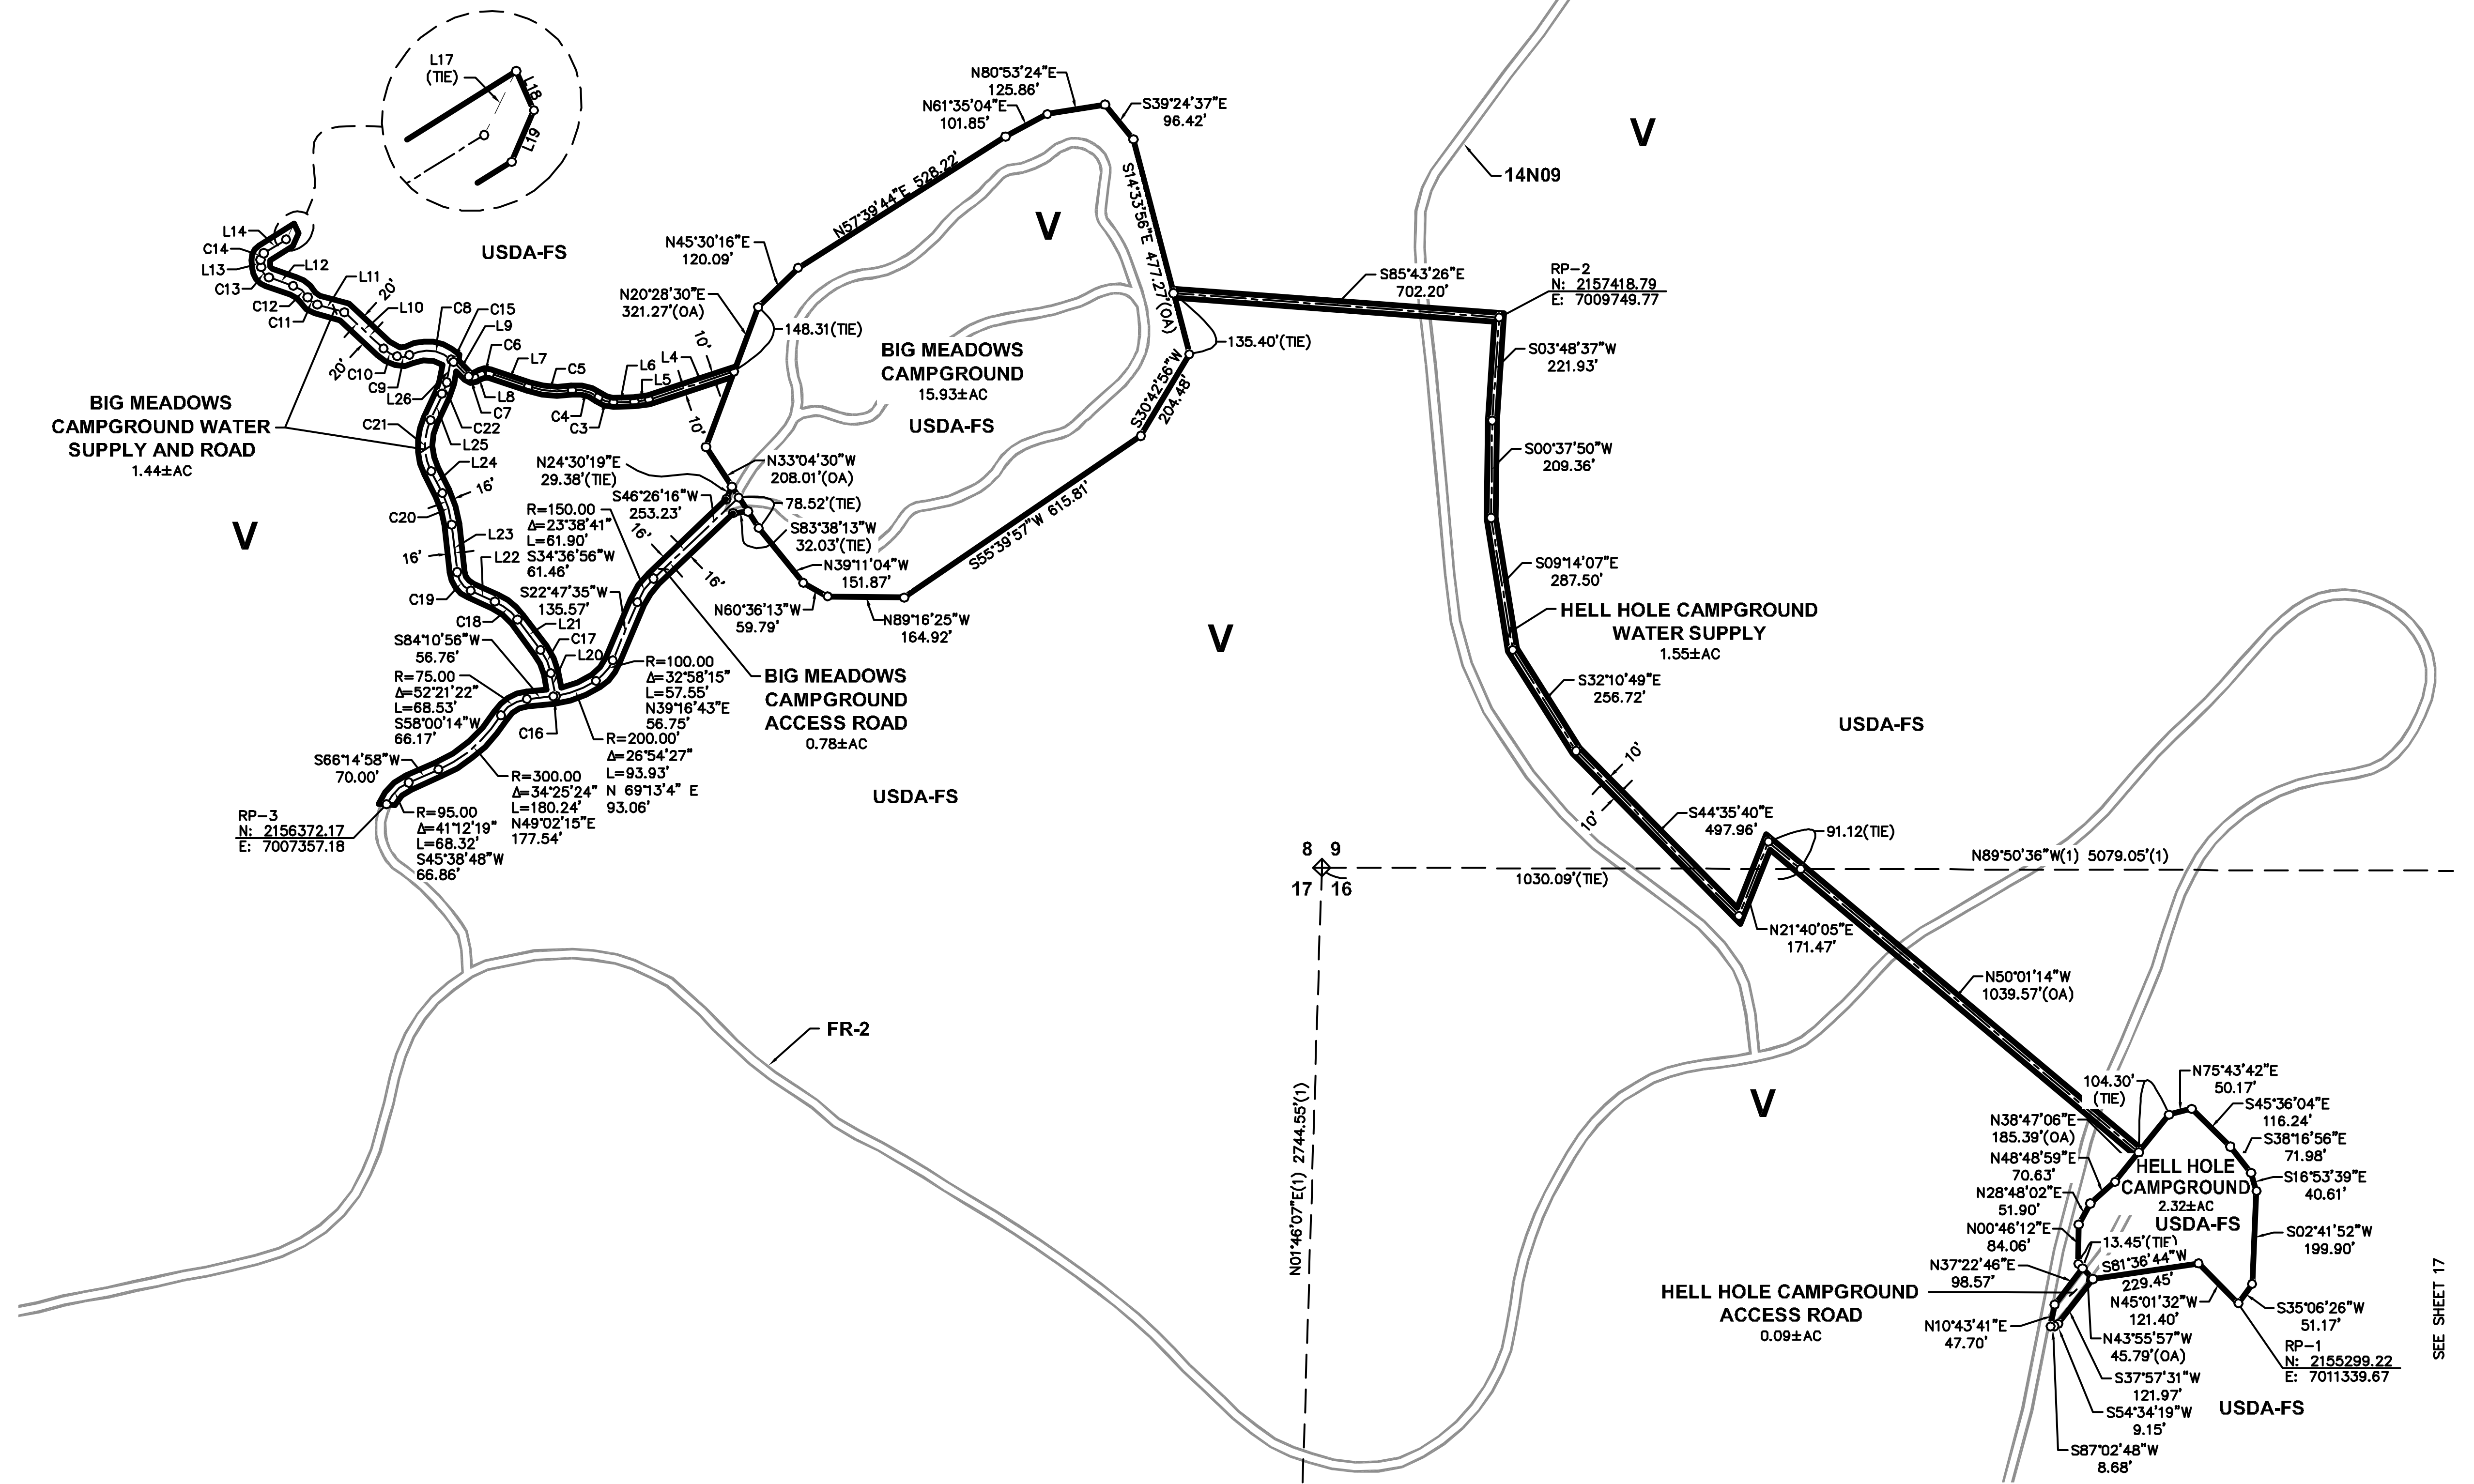 L17
(TIE)
L18
L19
N80°53'24"E
125.86'
N61°35'04"E
101.85'
S39°24'37"E
96.42'
V
14N09
N57°39'44"E 528.22'
S14°33'56"E 477.27'(OA)
V
L14
C14
L13
C13
L12
L11
C12
C11
20'
L10
20'
C10
C9
C8
C15
L9
C6
L7
C5
L6
L4
L5
L8
C7
C4
C3
L26
C22
C21
L25
L24
16'
C20
L23
16'
L22
C19
C18
L21
C17
L20
C16
USDA-FS
N45°30'16"E
120.09'
N20°28'30"E
321.27'(OA)
10'
148.31(TIE)
10'
BIG MEADOWS
CAMPGROUND
15.93±AC
USDA-FS
135.40'(TIE)
S30°42'56"W
204.48'
S85°43'26"E
702.20'
RP-2
N: 2157418.79
E: 7009749.77
S03°48'37"W
221.93'
S00°37'50"W
209.36'
S09°14'07"E
287.50'
HELL HOLE CAMPGROUND
WATER SUPPLY
1.55±AC
S32°10'49"E
256.72'
BIG MEADOWS
CAMPGROUND WATER
SUPPLY AND ROAD
1.44±AC
V
N24°30'19"E
29.38'(TIE)
S46°26'16"W
253.23'
N33°04'30"W
208.01'(OA)
78.52'(TIE)
S83°38'13"W
32.03'(TIE)
S55°39'57"W 615.81'
R=150.00
Δ=23°38'41"
L=61.90'
S34°36'56"W
61.46'
16'
16'
N39°11'04"W
151.87'
N60°36'13"W
59.79'
N89°16'25"W
164.92'
S22°47'35"W
135.57'
V
S84°10'56"W
56.76'
R=75.00
Δ=52°21'22"
L=68.53'
S58°00'14"W
66.17'
R=100.00
Δ=32°58'15"
L=57.55'
N39°16'43"E
56.75'
R=200.00'
Δ=26°54'27"
L=93.93'
N 69°13'4" E
93.06'
BIG MEADOWS
CAMPGROUND
ACCESS ROAD
0.78±AC
USDA-FS
S66°14'58"W
70.00'
R=300.00
Δ=34°25'24"
L=180.24'
N49°02'15"E
177.54'
RP-3
N: 2156372.17
E: 7007357.18
R=95.00
Δ=41°12'19"
L=68.32'
S45°38'48"W
66.86'
USDA-FS
10'
10'
S44°35'40"E
497.96'
91.12(TIE)
8 9
17 16
1030.09'(TIE)
N89°50'36"W(1) 5079.05'(1)
N21°40'05"E
171.47'
N50°01'14"W
1039.57'(OA)
FR-2
N01°46'07"E(1) 2744.55'(1)
V
104.30'
(TIE)
N75°43'42"E
50.17'
S45°36'04"E
116.24'
N38°47'06"E
185.39'(OA)
S38°16'56"E
71.98'
N48°48'59"E
70.63'
HELL HOLE
CAMPGROUND
2.32±AC
USDA-FS
S16°53'39"E
40.61'
N28°48'02"E
51.90'
N00°46'12"E
84.06'
S02°41'52"W
199.90'
13.45'(TIE)
N37°22'46"E
98.57'
S81°36'44"W
229.45'
HELL HOLE CAMPGROUND
ACCESS ROAD
0.09±AC
N45°01'32"W
121.40'
S35°06'26"W
51.17'
N10°43'41"E
47.70'
N43°55'57"W
45.79'(OA)
RP-1
N: 2155299.22
E: 7011339.67
S37°57'31"W
121.97'
S54°34'19"W
9.15'
S87°02'48"W
8.68'
USDA-FS
SEE SHEET 17